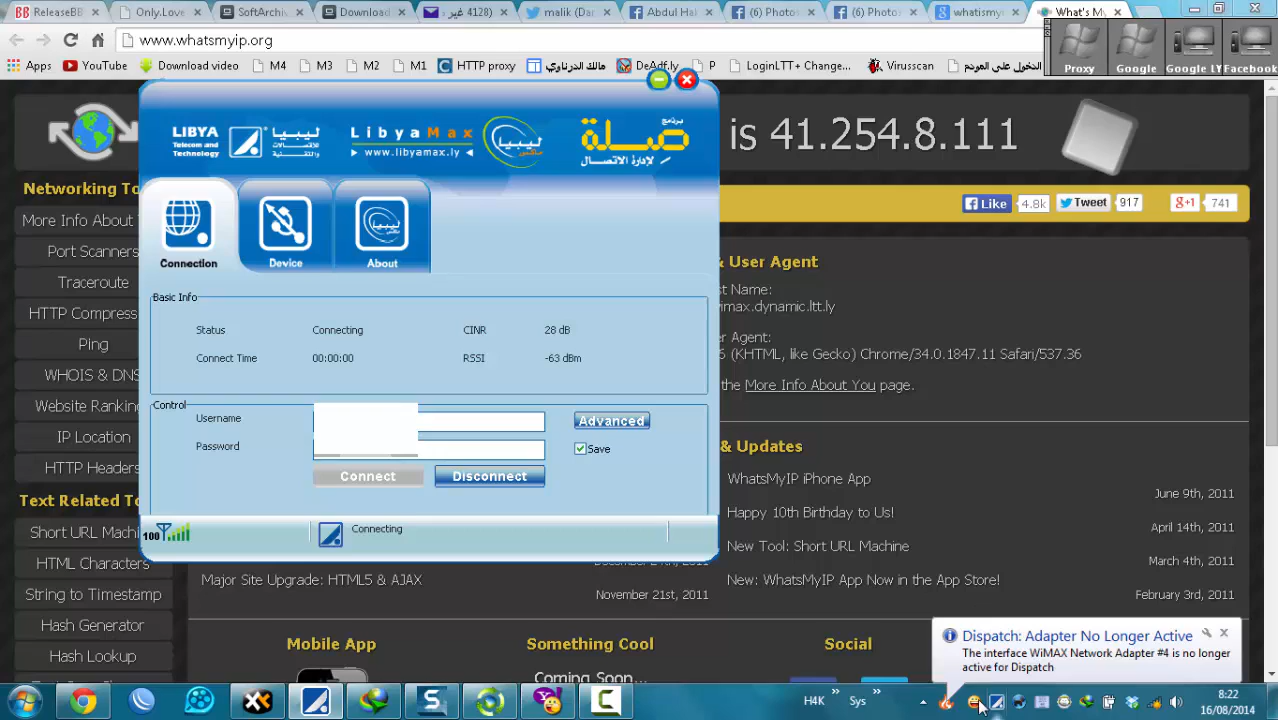 ReleaseBB
Only.Love
SoftArchiv
Download
(4128) غير
malik (Dar
Abdul Hal
(6) Photos
(6) Photos
whatismy
What's My
www.whatsmyip.org
Apps
YouTube
Download video
M4
M3
M2
M1
HTTP proxy
مالك الدرناوي
DeAdf.ly
P
LoginLTT+ Change...
Virusscan
الدخول على
Proxy
Google
Google LY
Facebook
is 41.254.8.111
LIBYA
Telecom
and Technology
ليبيا
للاتصالات
والتقنية
LibyaMax
www.libyamax.ly
ليبيا
برنامج
صلة
لإدارة الاتصال
Connection
Device
About
Basic Info
Status Connecting CINR 28 dB
Connect Time 00:00:00 RSSI -63 dBm
Control
Username
Advanced
Password
Save
Connect
Disconnect
100
Connecting
Networking To
More Info About
Port Scanners
Traceroute
HTTP Compress
Ping
WHOIS & DNS
Website Ranking
IP Location
HTTP Headers
Text Related To
Short URL Machi
HTML Characters
String to Timestamp
Hash Generator
Hash Lookup
Like 4.8k
Tweet 917
+1 741
& User Agent
st Name:
wimax.dynamic.ltt.ly
er Agent:
6 (KHTML, like Gecko) Chrome/34.0.1847.11 Safari/537.36
the More Info About You page.
& Updates
WhatsMyIP iPhone App
June 9th, 2011
Happy 10th Birthday to Us!
April 14th, 2011
New Tool: Short URL Machine
March 4th, 2011
Major Site Upgrade: HTML5 & AJAX
November 21st, 2011
New: WhatsMyIP App Now in the App Store!
February 3rd, 2011
Mobile App
Something Cool
Coming Soon...
Social
Dispatch: Adapter No Longer Active
The interface WiMAX Network Adapter #4 is no longer
active for Dispatch
H4K
Sys
8:22
16/08/2014